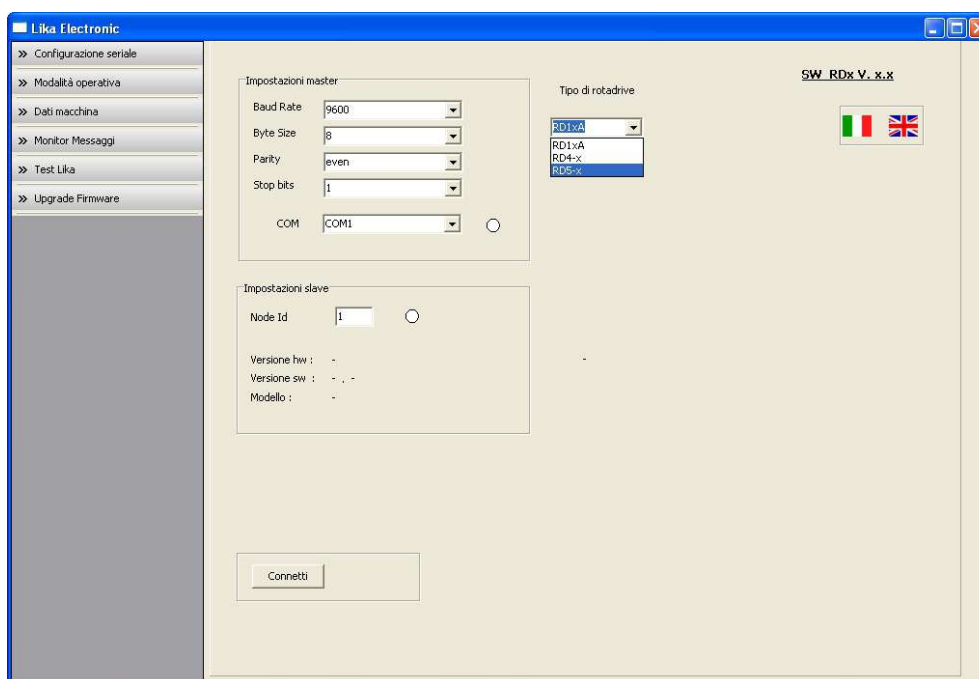 Lika Electronic
» Configurazione seriale
» Modalità operativa
» Dati macchina
» Monitor Messaggi
» Test Lika
» Upgrade Firmware
Impostazioni master
Baud Rate 9600
Byte Size 8
Parity even
Stop bits 1
COM COM1
Tipo di rotadrive
RD1xA
RD1xA
RD4-x
RD5-x
SW RDx V. x.x
Impostazioni slave
Node Id 1
Versione hw : - -
Versione sw : - . -
Modello : -
Connetti